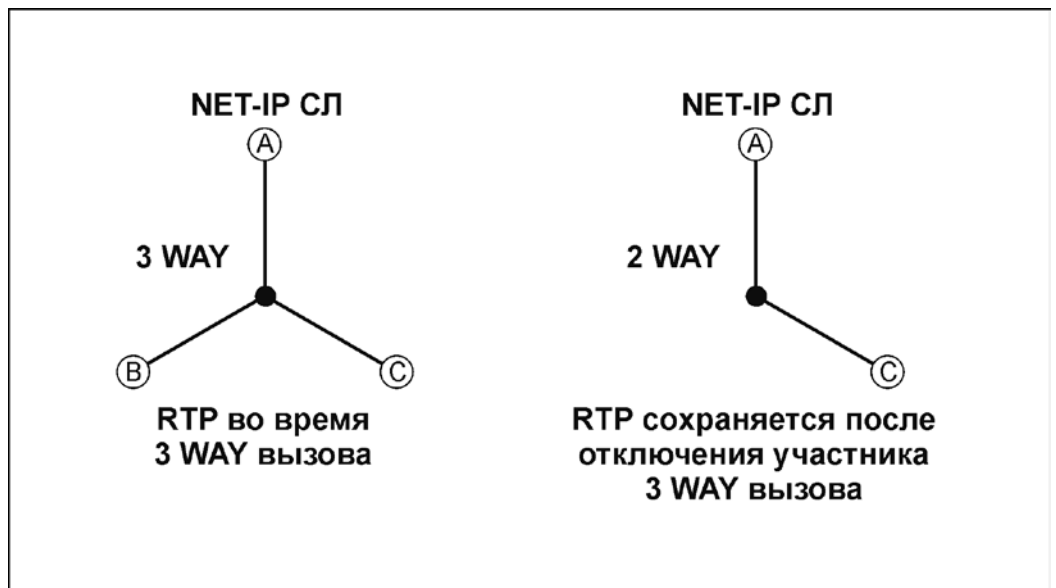 NET-IP СЛ
A
3 WAY
B
C
RTP во время
3 WAY вызова
NET-IP СЛ
A
2 WAY
C
RTP сохраняется после
отключения участника
3 WAY вызова